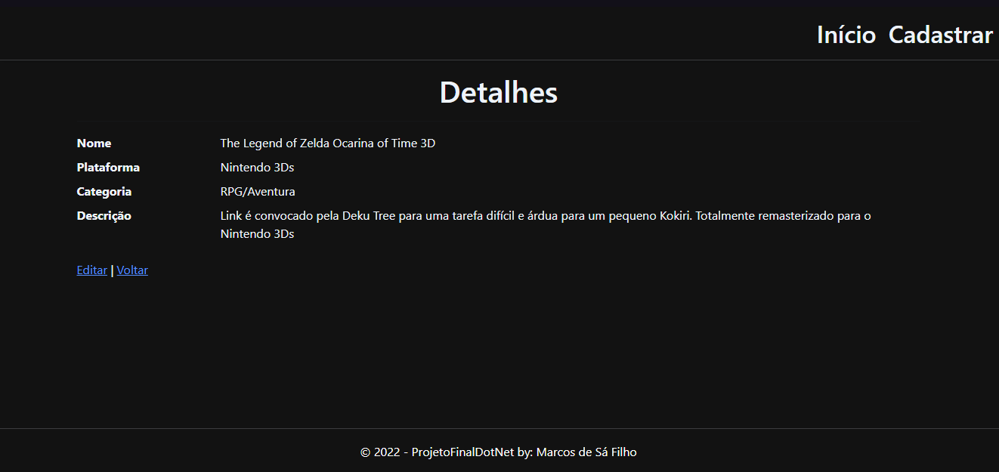 Início Cadastrar
Detalhes
Nome The Legend of Zelda Ocarina of Time 3D
Plataforma Nintendo 3Ds
Categoria RPG/Aventura
Descrição Link é convocado pela Deku Tree para uma tarefa difícil e árdua para um pequeno Kokiri. Totalmente remasterizado para o
Nintendo 3Ds
Editar | Voltar
© 2022 - ProjetoFinalDotNet by: Marcos de Sá Filho